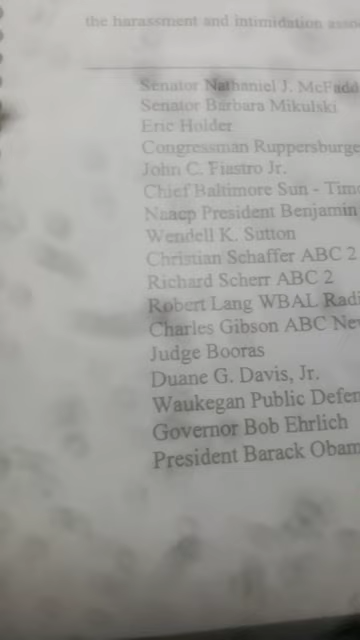 the harassment and intimidation asso
Senator Nathaniel J. McFadd
Senator Barbara Mikulski
Eric Holder
Congressman Ruppersberge
John C. Fiastro Jr.
Chief Baltimore Sun - Tim
Naacp President Benjamin
Wendell K. Sutton
Christian Schaffer ABC 2
Richard Scherr ABC 2
Robert Lang WBAL Radi
Charles Gibson ABC Ne
Judge Booras
Duane G. Davis, Jr.
Waukegan Public Defen
Governor Bob Ehrlich
President Barack Obam